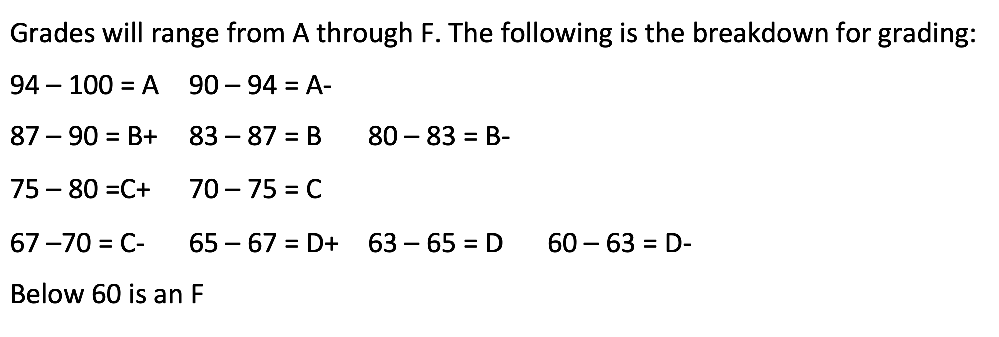 Grades will range from A through F. The following is the breakdown for grading:
94 – 100 = A 90 – 94 = A-
87 – 90 = B+ 83 – 87 = B 80 – 83 = B-
75 – 80 =C+ 70 – 75 = C
67 –70 = C- 65 – 67 = D+ 63 – 65 = D 60 – 63 = D-
Below 60 is an F